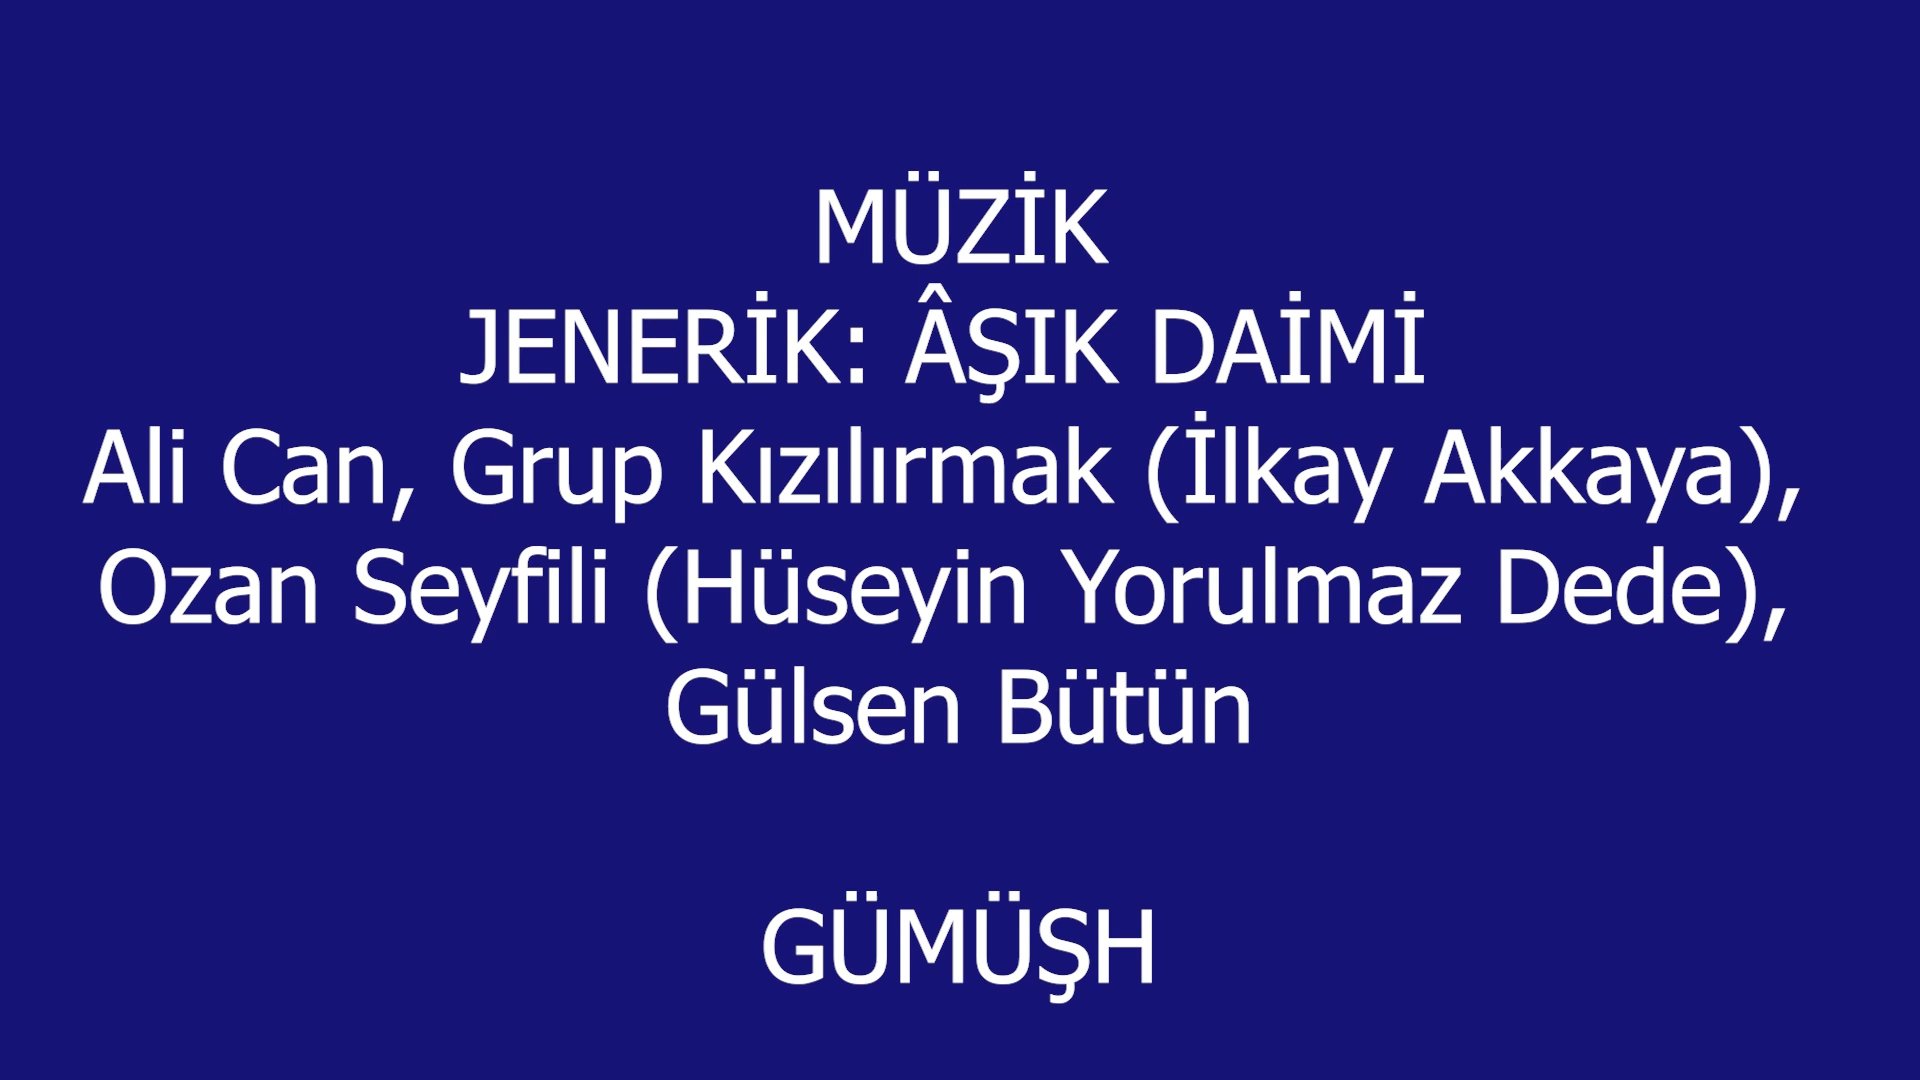 MÜZİK
JENERİK: ÂŞIK DAİMİ
Ali Can, Grup Kızılırmak (İlkay Akkaya),
Ozan Seyfili (Hüseyin Yorulmaz Dede),
Gülsen Bütün
GÜMÜŞH